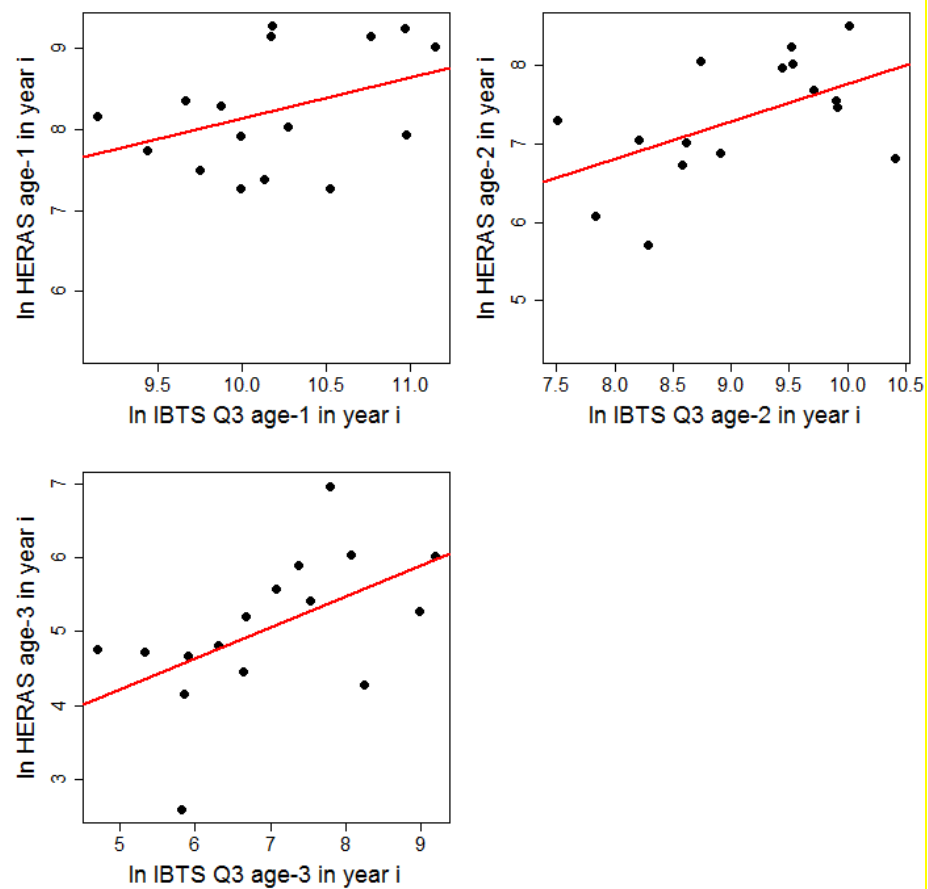 ln HERAS age-1 in year i
9
8
7
6
9.5 10.0 10.5 11.0
ln IBTS Q3 age-1 in year i
ln HERAS age-2 in year i
8
7
6
5
7.5 8.0 8.5 9.0 9.5 10.0 10.5
ln IBTS Q3 age-2 in year i
ln HERAS age-3 in year i
7
6
5
4
3
5 6 7 8 9
ln IBTS Q3 age-3 in year i